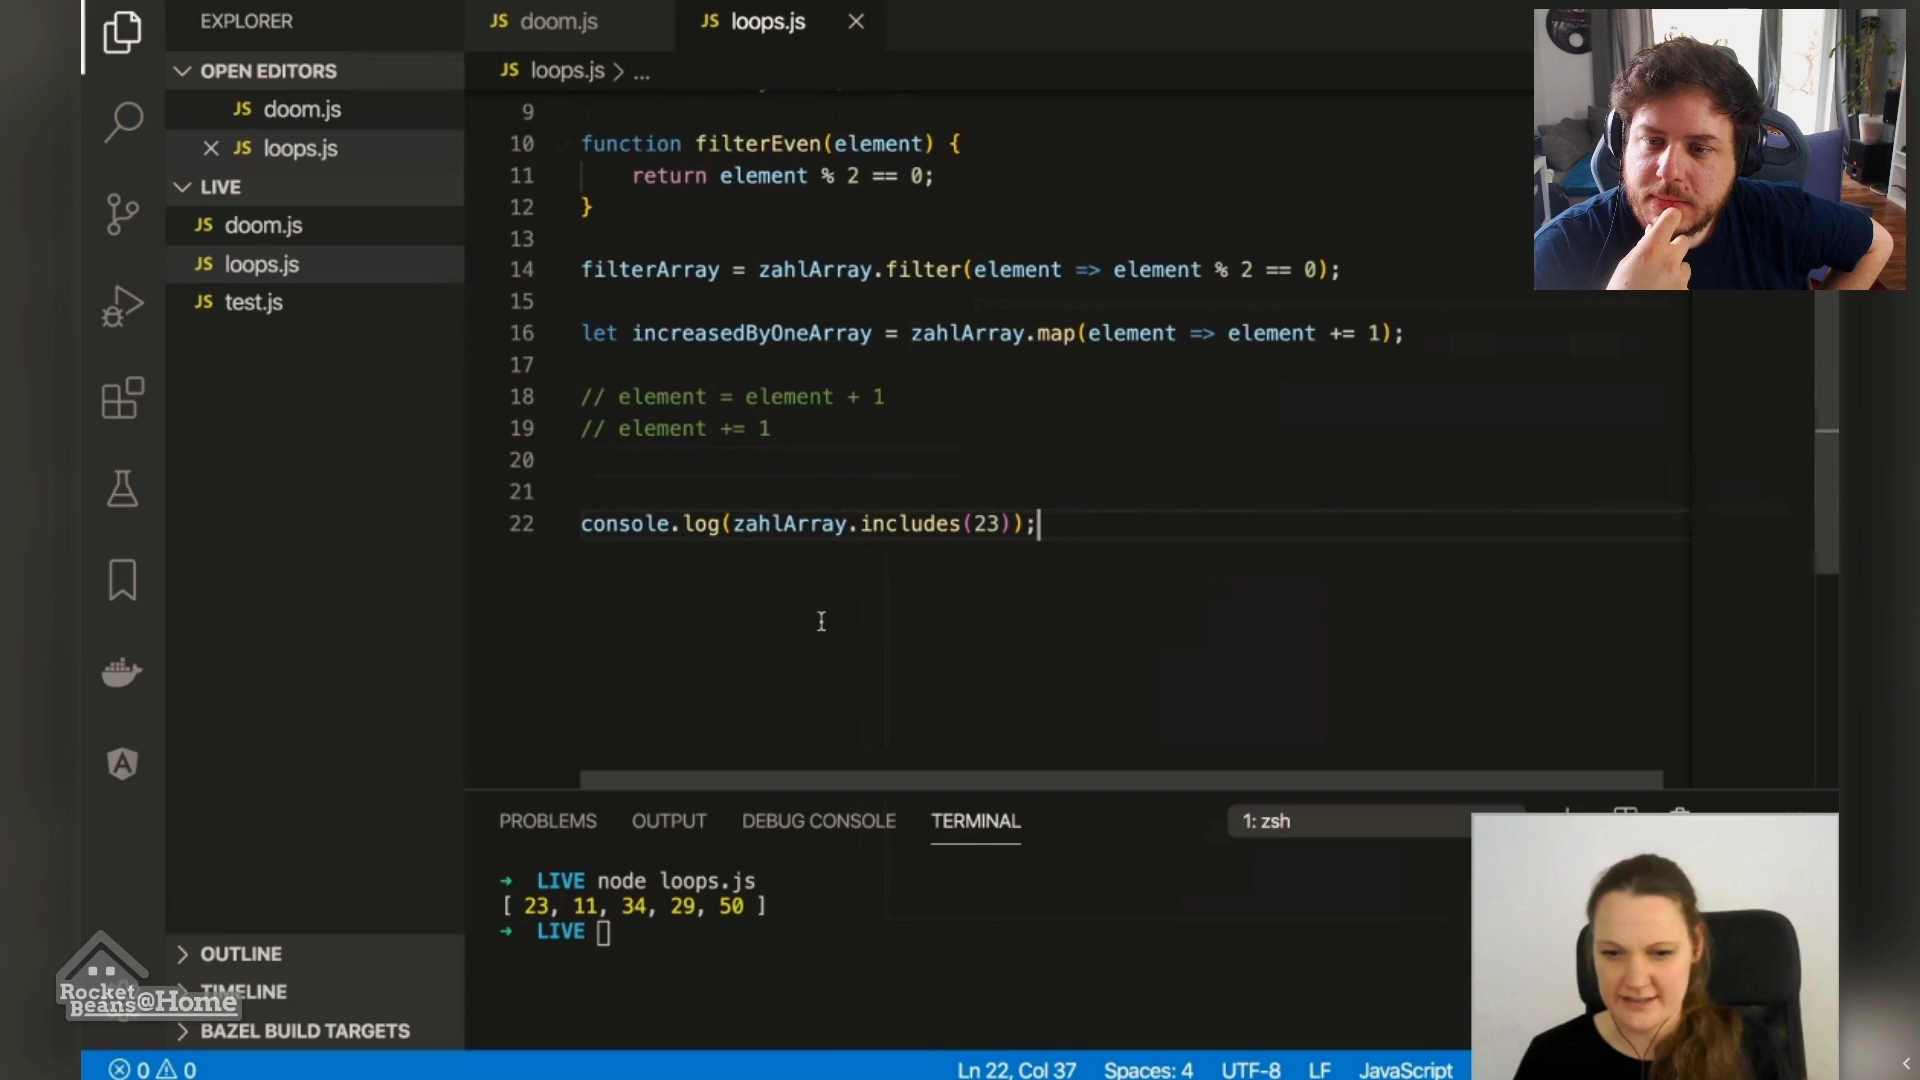 EXPLORER
OPEN EDITORS
JS doom.js
JS loops.js
LIVE
JS doom.js
JS loops.js
JS test.js
OUTLINE
TIMELINE
BAZEL BUILD TARGETS
JS doom.js
JS loops.js
JS loops.js > ...
9
10 function filterEven(element) {
11 return element % 2 == 0;
12 }
13
14 filterArray = zahlArray.filter(element => element % 2 == 0);
15
16 let increasedByOneArray = zahlArray.map(element => element += 1);
17
18 // element = element + 1
19 // element += 1
20
21
22 console.log(zahlArray.includes(23));
PROBLEMS OUTPUT DEBUG CONSOLE TERMINAL 1: zsh
→ LIVE node loops.js
[ 23, 11, 34, 29, 50 ]
→ LIVE
0 0 Ln 22, Col 37 Spaces: 4 UTF-8 LF JavaScript
Rocket
Beans@Home